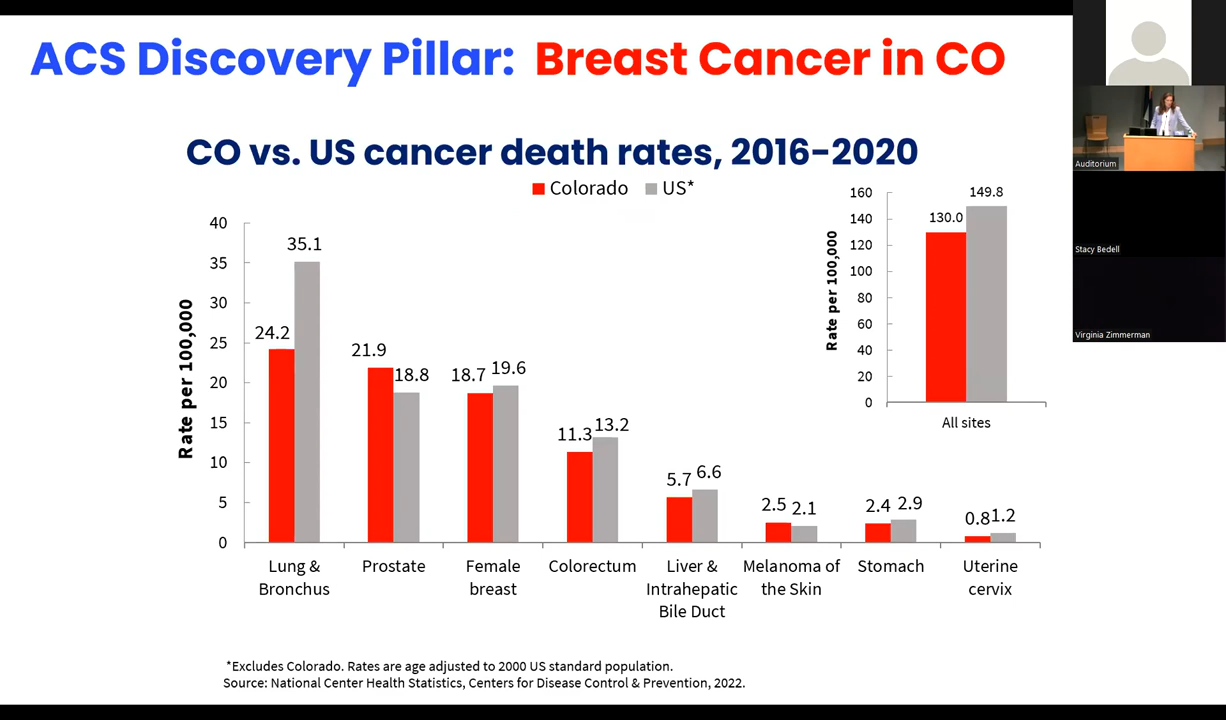 ACS Discovery Pillar: Breast Cancer in CO
CO vs. US cancer death rates, 2016-2020
Colorado US*
Rate per 100,000
40
35
30
25
20
15
10
5
0
24.2 35.1
21.9 18.8
18.7 19.6
11.3 13.2
5.7 6.6
2.5 2.1
2.4 2.9
0.8 1.2
Lung &
Bronchus
Prostate
Female
breast
Colorectum
Liver &
Intrahepatic
Bile Duct
Melanoma of
the Skin
Stomach
Uterine
cervix
Rate per 100,000
160
140
120
100
80
60
40
20
0
130.0 149.8
All sites
*Excludes Colorado. Rates are age adjusted to 2000 US standard population.
Source: National Center Health Statistics, Centers for Disease Control & Prevention, 2022.
Auditorium
Stacy Bedell
Virginia Zimmerman